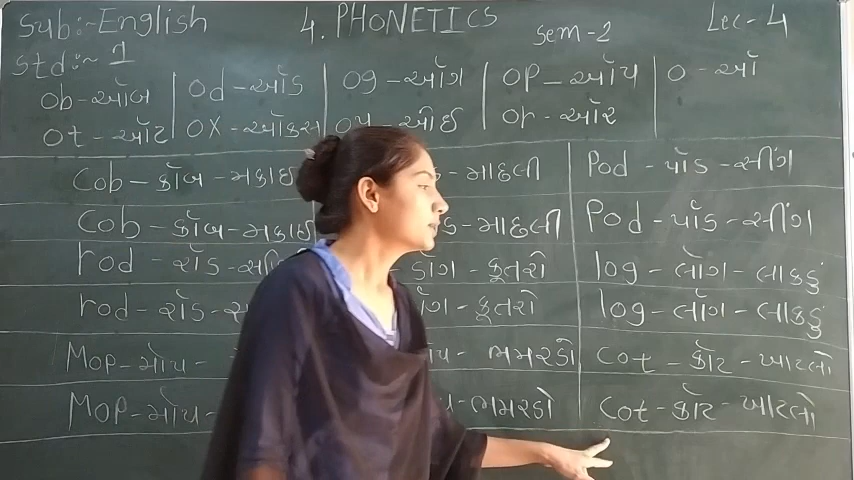 Sub:- English 4. PHONETICS Sem-2 Lec-4
Std:- 1
ob - ઑબ od - ઑડ og - ઑગ op - ઑપ o - ઑ
ot - ઑટ ox - ઑકસ or - ઑર
Cob - કૉબ - મકાઇ - માછલી Pod - પૉડ - સીંગ
Cob - કૉબ - મકાઇ - માછલી Pod - પૉડ - સીંગ
rod - રૉડ - ડૉગ - કૂતરો log - લૉગ - લાકડું
rod - રૉડ - કૂતરો log - લૉગ - લાકડું
Mop - મોપ - ભમરડો Cot - કૉટ - ખાટલો
Mop - મોપ - ભમરડો Cot - કૉટ - ખાટલો